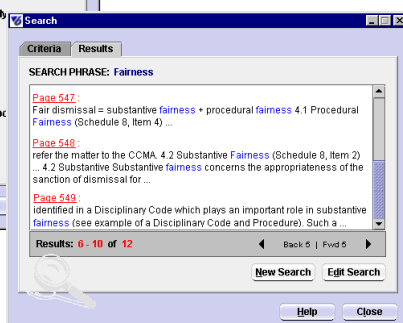 Search
Criteria Results
SEARCH PHRASE: Fairness
Page 547 :
Fair dismissal = substantive fairness + procedural fairness 4.1 Procedural
Fairness (Schedule 8, Item 4) ...
Page 548 :
refer the matter to the CCMA. 4.2 Substantive Fairness (Schedule 8, Item 2)
... 4.2 Substantive Substantive fairness concerns the appropriateness of the
sanction of dismissal for ...
Page 549 :
identified in a Disciplinary Code which plays an important role in substantive
fairness (see example of a Disciplinary Code and Procedure). Such a ...
Results: 6 - 10 of 12 Back 5 | Fwd 5
New Search Edit Search
Help Close